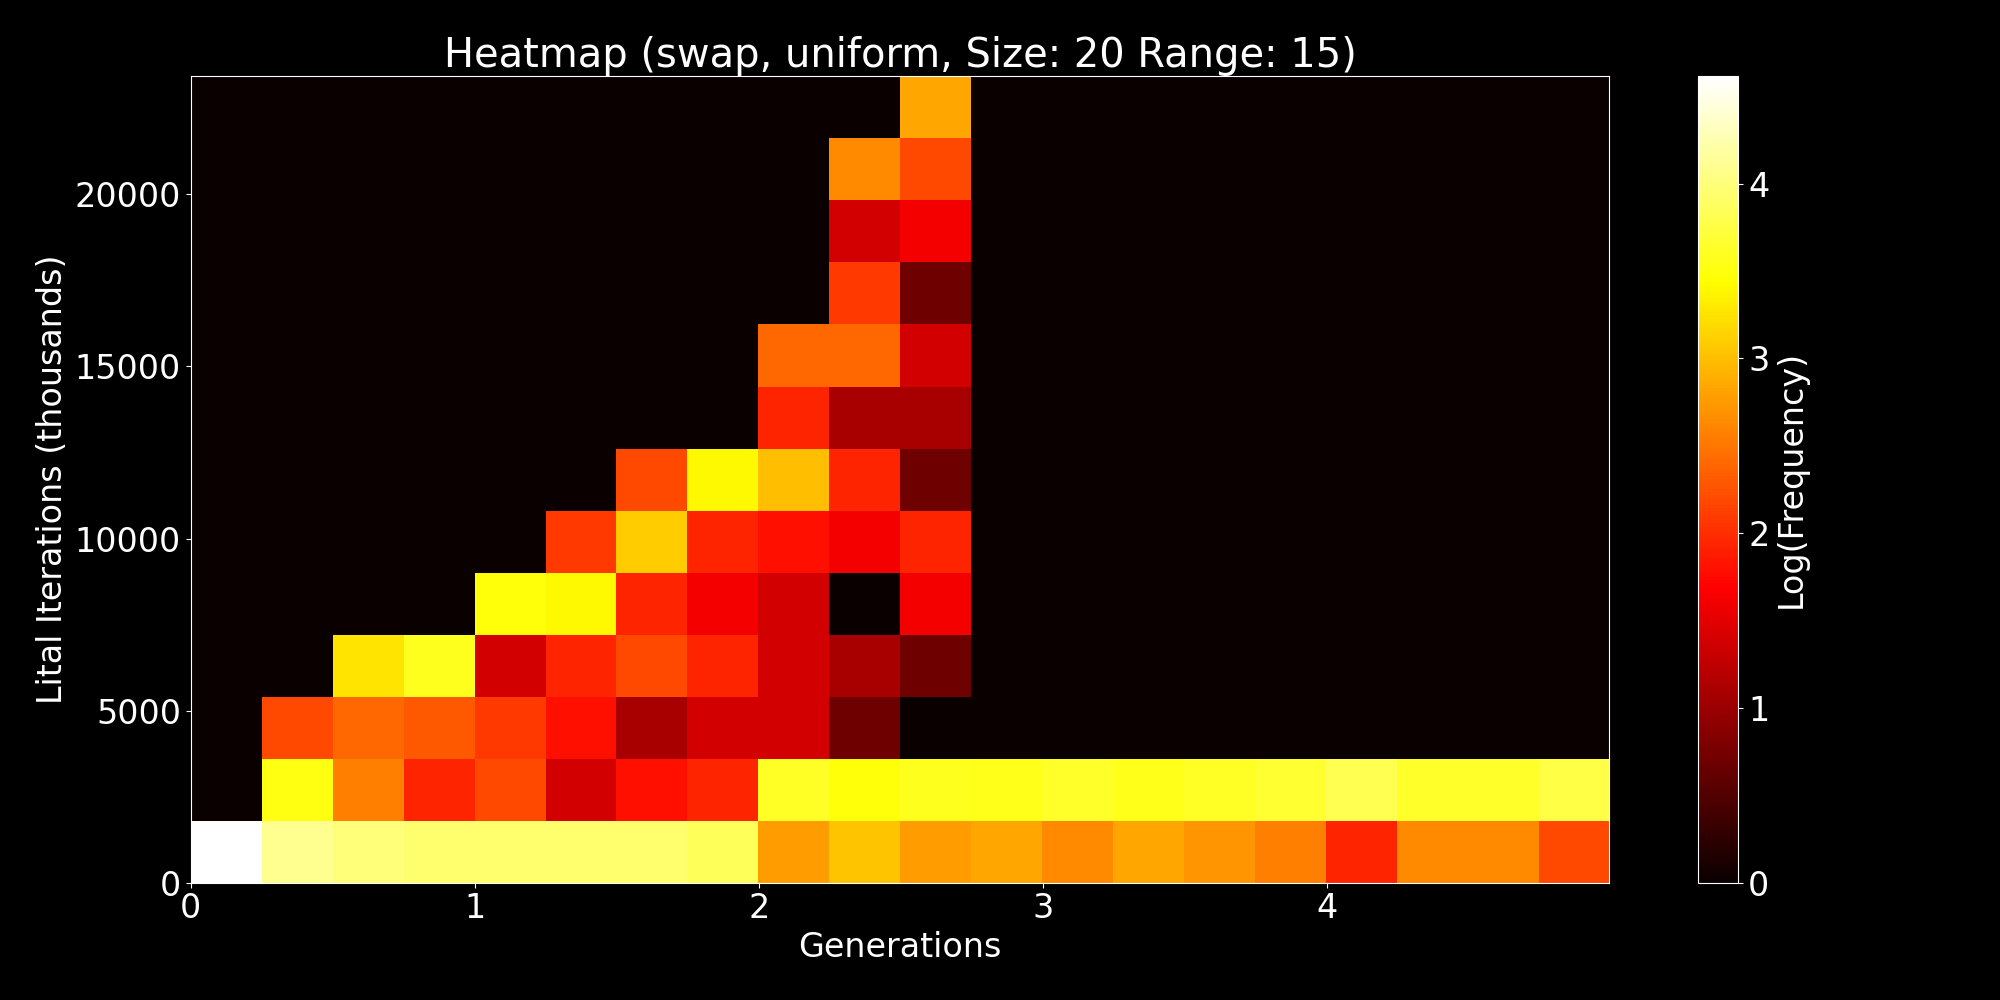 Heatmap (swap, uniform, Size: 20 Range: 15)
20000
15000
10000
5000
0
Lital Iterations (thousands)
0 1 2 3 4
Generations
4
3
2
1
0
Log(Frequency)